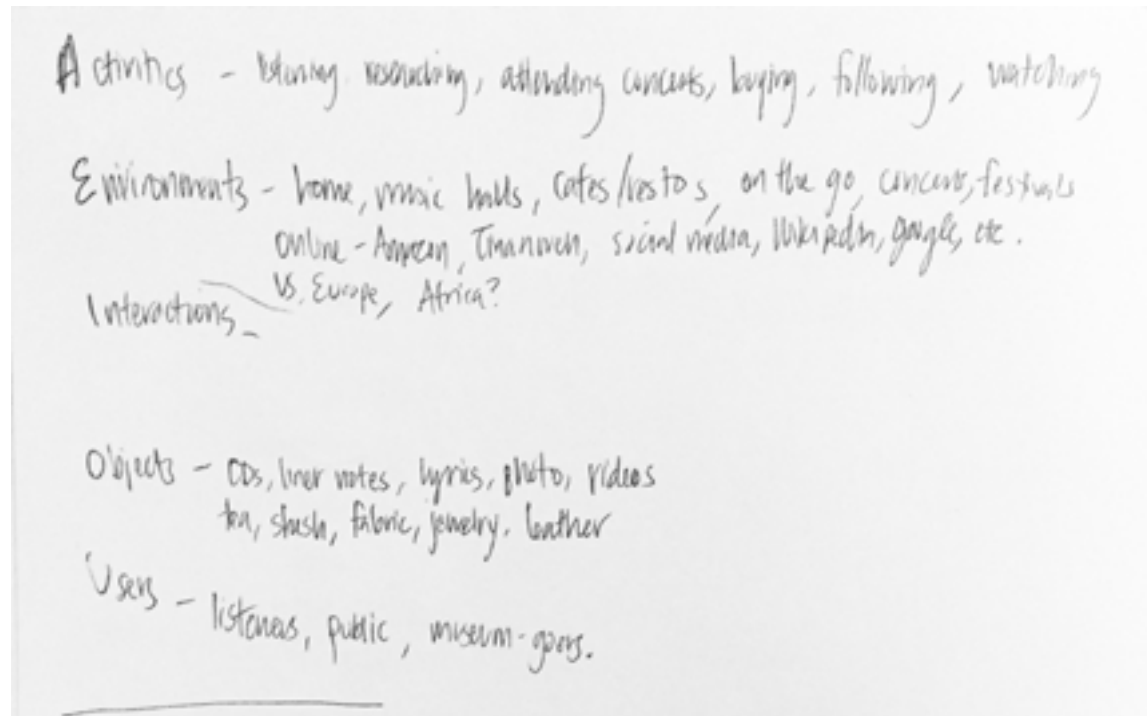 Activities - listening, researching, attending concerts, buying, following, watching
Environments - home, music halls, cafes/restos, on the go, concerts, festivals
online - Amazon, social media, Wikipedia, google, etc.
vs. Europe, Africa?
Interactions -
Objects - CDs, liner notes, lyrics, photo, videos
tea, fabric, jewelry, leather
Users - listeners, public, museum-goers.